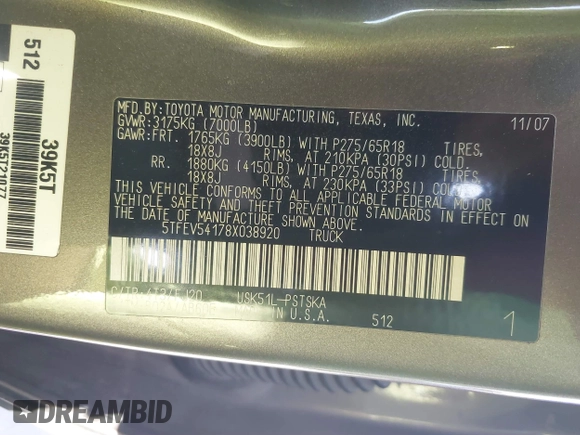 512
39K5T
MFD.BY:TOYOTA MOTOR MANUFACTURING, TEXAS, INC. 11/07
GVWR:3175KG (7000LB)
GAWR:FRT. 1765KG (3900LB) WITH P275/65R18 TIRES,
18X8J RIMS, AT 210KPA (30PSI) COLD.
RR. 1880KG (4150LB) WITH P275/65R18 TIRES,
18X8J RIMS, AT 230KPA (33PSI) COLD.
THIS VEHICLE CONFORMS TO ALL APPLICABLE FEDERAL MOTOR
VEHICLE SAFETY AND THEFT PREVENTION STANDARDS IN EFFECT ON
THE DATE OF MANUFACTURE SHOWN ABOVE.
5TFEV54178X038920 TRUCK
USK51L-PSTSKA
IN U.S.A. 512 1
DREAMBID